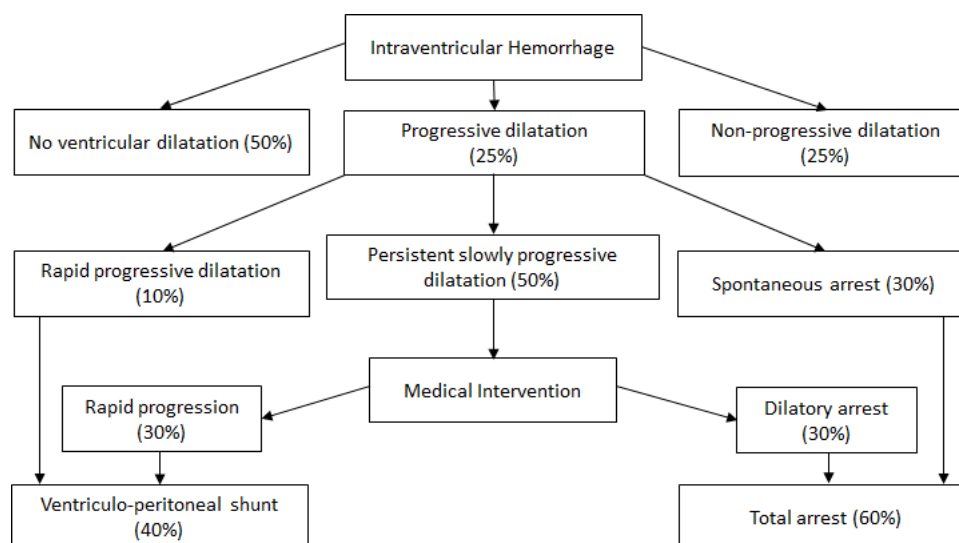 Intraventricular Hemorrhage
No ventricular dilatation (50%)
Progressive dilatation
(25%)
Non-progressive dilatation
(25%)
Rapid progressive dilatation
(10%)
Persistent slowly progressive
dilatation (50%)
Spontaneous arrest (30%)
Medical Intervention
Rapid progression
(30%)
Dilatory arrest
(30%)
Ventriculo-peritoneal shunt
(40%)
Total arrest (60%)